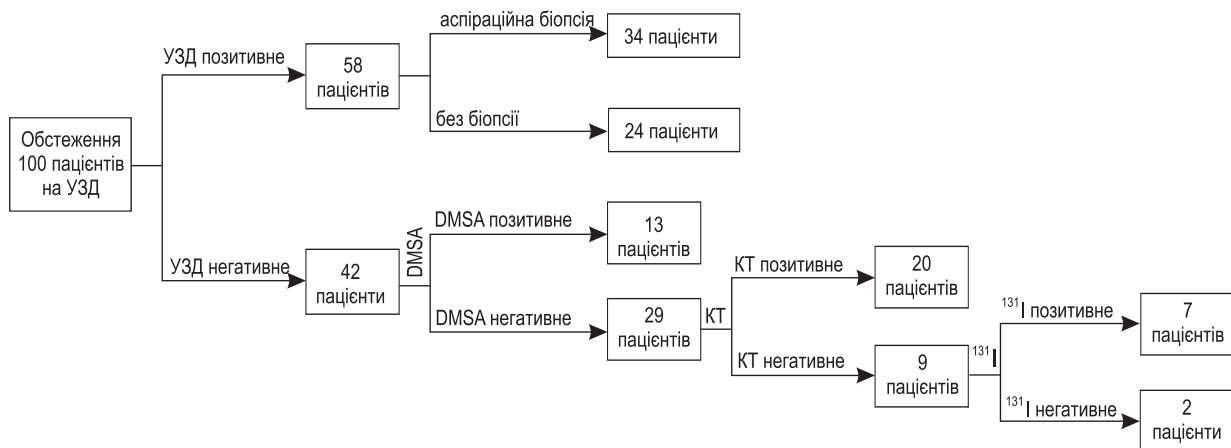 Обстеження
100 пацієнтів
на УЗД
УЗД позитивне
58
пацієнтів
аспіраційна біопсія
34 пацієнти
без біопсії
24 пацієнти
УЗД негативне
42
пацієнти
DMSA
DMSA позитивне
13
пацієнтів
DMSA негативне
29
пацієнтів
КТ
КТ позитивне
20
пацієнтів
КТ негативне
9
пацієнтів
¹³¹I
¹³¹I позитивне
7
пацієнтів
¹³¹I негативне
2
пацієнти